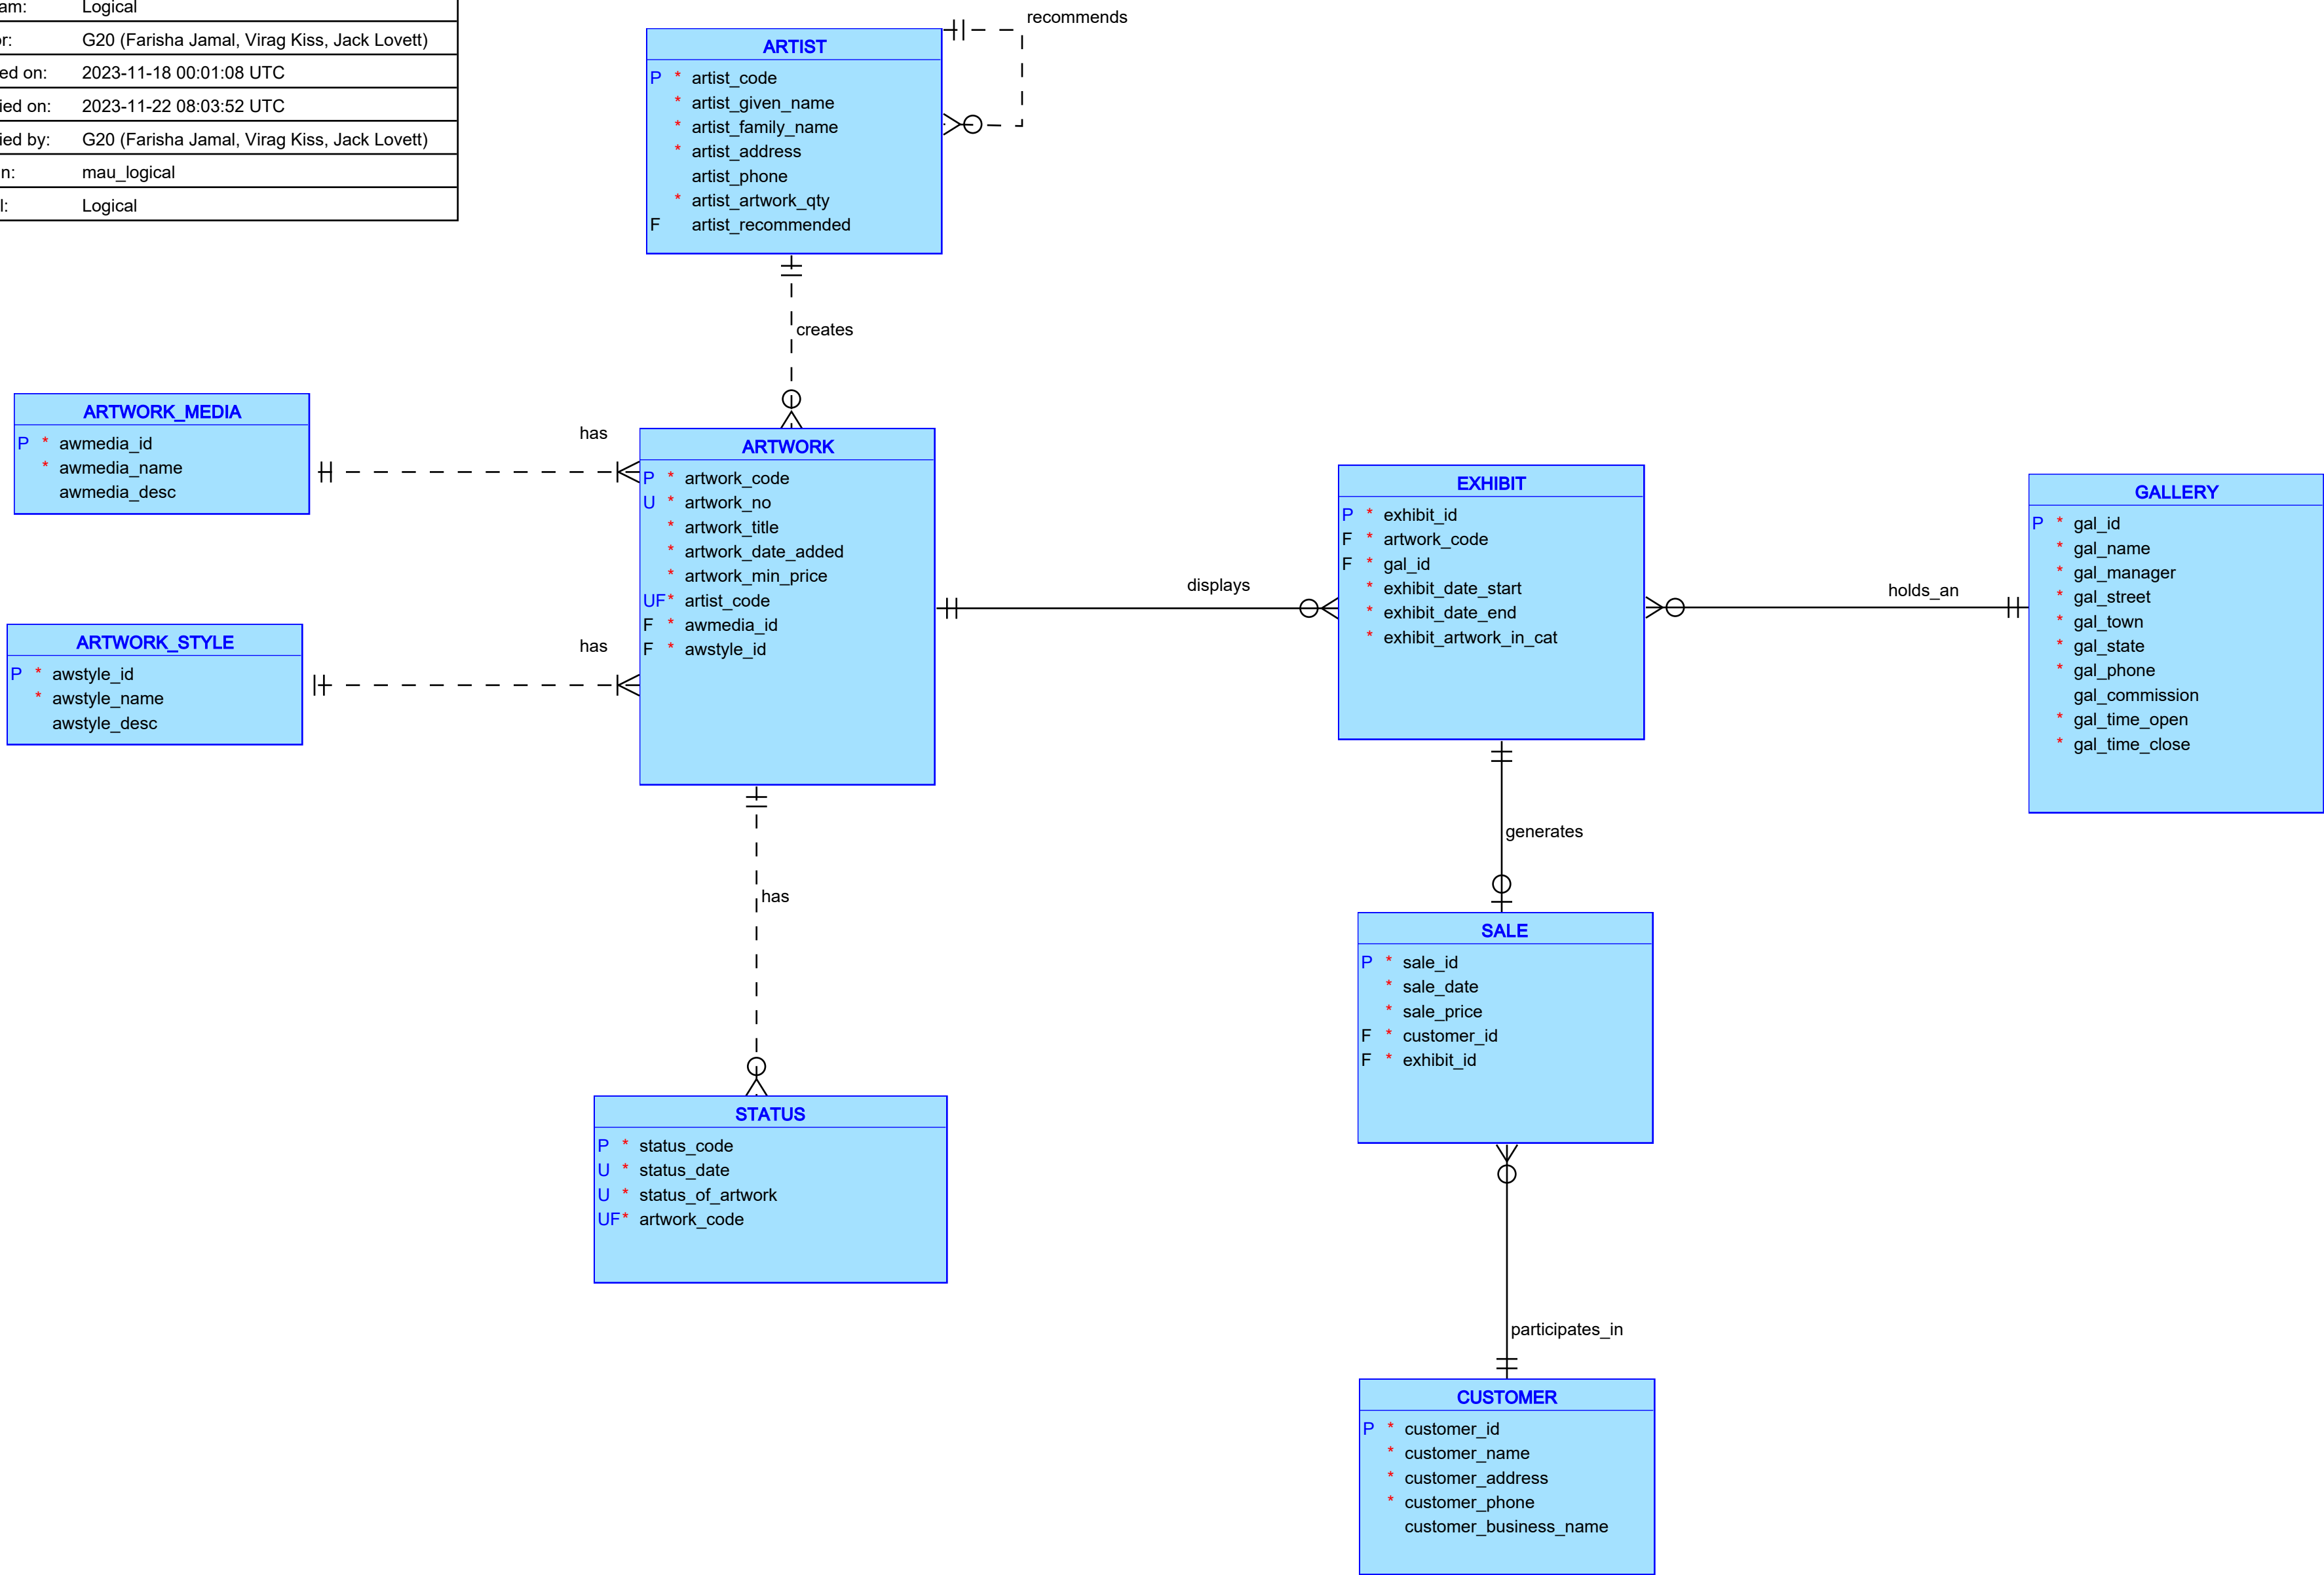 am: Logical
or: G20 (Farisha Jamal, Virag Kiss, Jack Lovett)
ed on: 2023-11-18 00:01:08 UTC
ied on: 2023-11-22 08:03:52 UTC
ied by: G20 (Farisha Jamal, Virag Kiss, Jack Lovett)
n: mau_logical
l: Logical
recommends
ARTIST
P * artist_code
* artist_given_name
* artist_family_name
* artist_address
artist_phone
* artist_artwork_qty
F artist_recommended
creates
ARTWORK_MEDIA
P * awmedia_id
* awmedia_name
awmedia_desc
has
ARTWORK
P * artwork_code
U * artwork_no
* artwork_title
* artwork_date_added
* artwork_min_price
UF * artist_code
F * awmedia_id
F * awstyle_id
ARTWORK_STYLE
P * awstyle_id
* awstyle_name
awstyle_desc
has
displays
EXHIBIT
P * exhibit_id
F * artwork_code
F * gal_id
* exhibit_date_start
* exhibit_date_end
* exhibit_artwork_in_cat
holds_an
GALLERY
P * gal_id
* gal_name
* gal_manager
* gal_street
* gal_town
* gal_state
* gal_phone
gal_commission
* gal_time_open
* gal_time_close
generates
has
SALE
P * sale_id
* sale_date
* sale_price
F * customer_id
F * exhibit_id
STATUS
P * status_code
U * status_date
U * status_of_artwork
UF * artwork_code
participates_in
CUSTOMER
P * customer_id
* customer_name
* customer_address
* customer_phone
customer_business_name